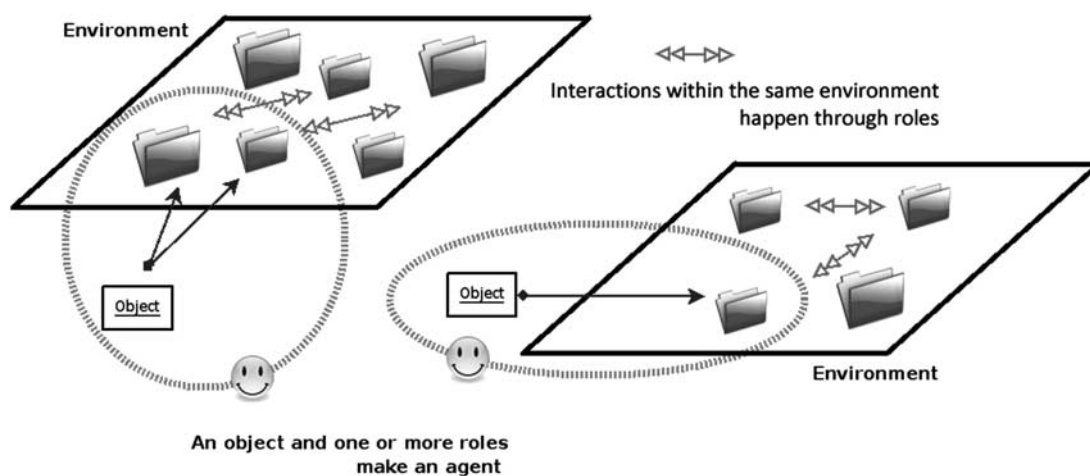 Environment
Interactions within the same environment
happen through roles
Object
Object
Environment
An object and one or more roles
make an agent